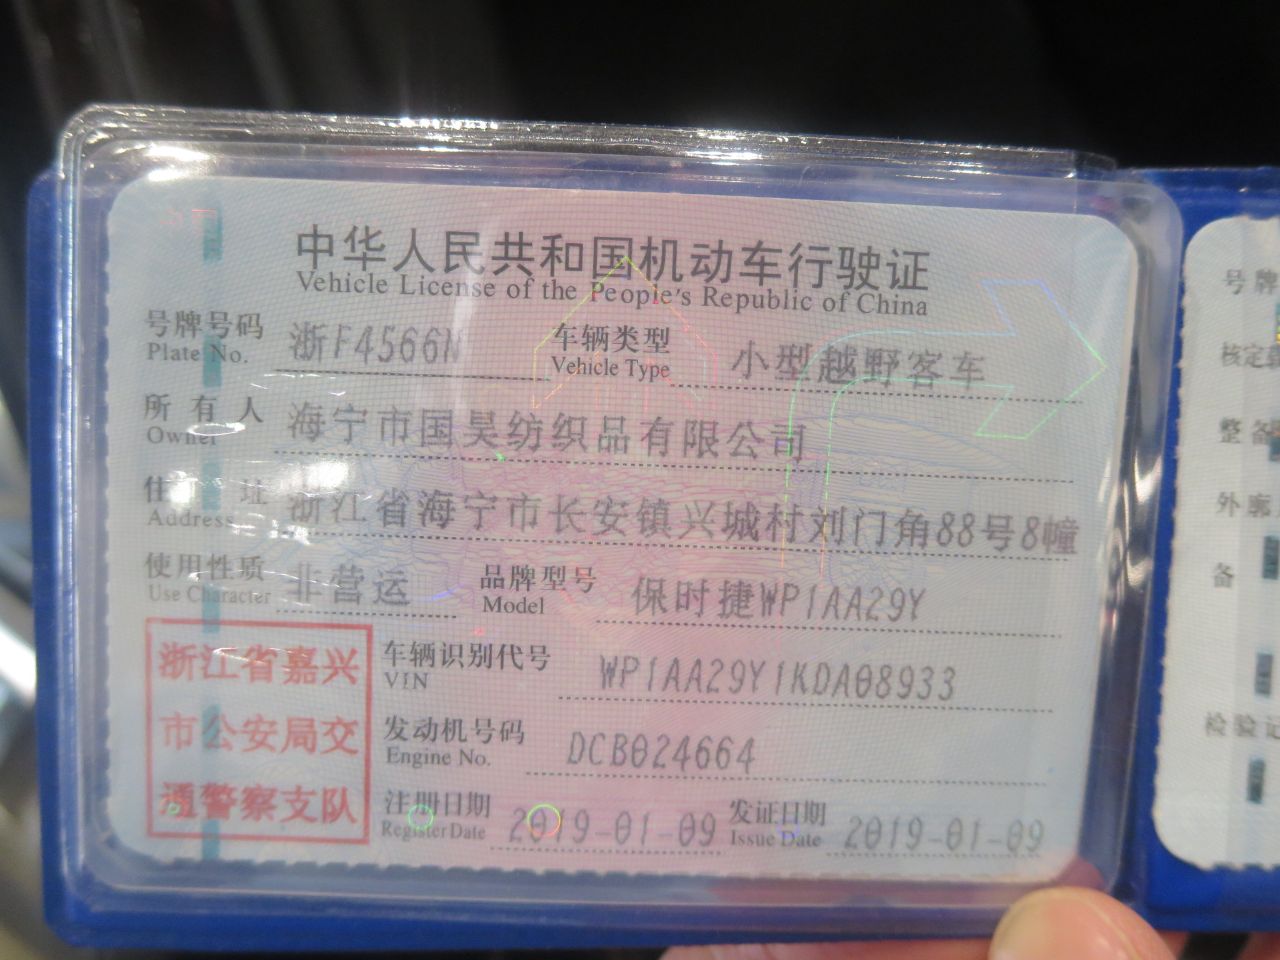 中华人民共和国机动车行驶证
Vehicle License of the People's Republic of China
号牌号码 浙F4566N 车辆类型 小型越野客车
Plate No. Vehicle Type
所有人 海宁市国昊纺织品有限公司
Owner
住址 浙江省海宁市长安镇兴城村刘门角88号8幢
Address
使用性质 非营运 品牌型号 保时捷WP1AA29Y
Use Character Model
浙江省嘉兴
市公安局交
通警察支队
车辆识别代号 WP1AA29Y1KDA08933
VIN
发动机号码 DCB024664
Engine No.
注册日期 2019-01-09 发证日期 2019-01-09
Register Date Issue Date
号牌
核定
整备
外廓
备
检验记